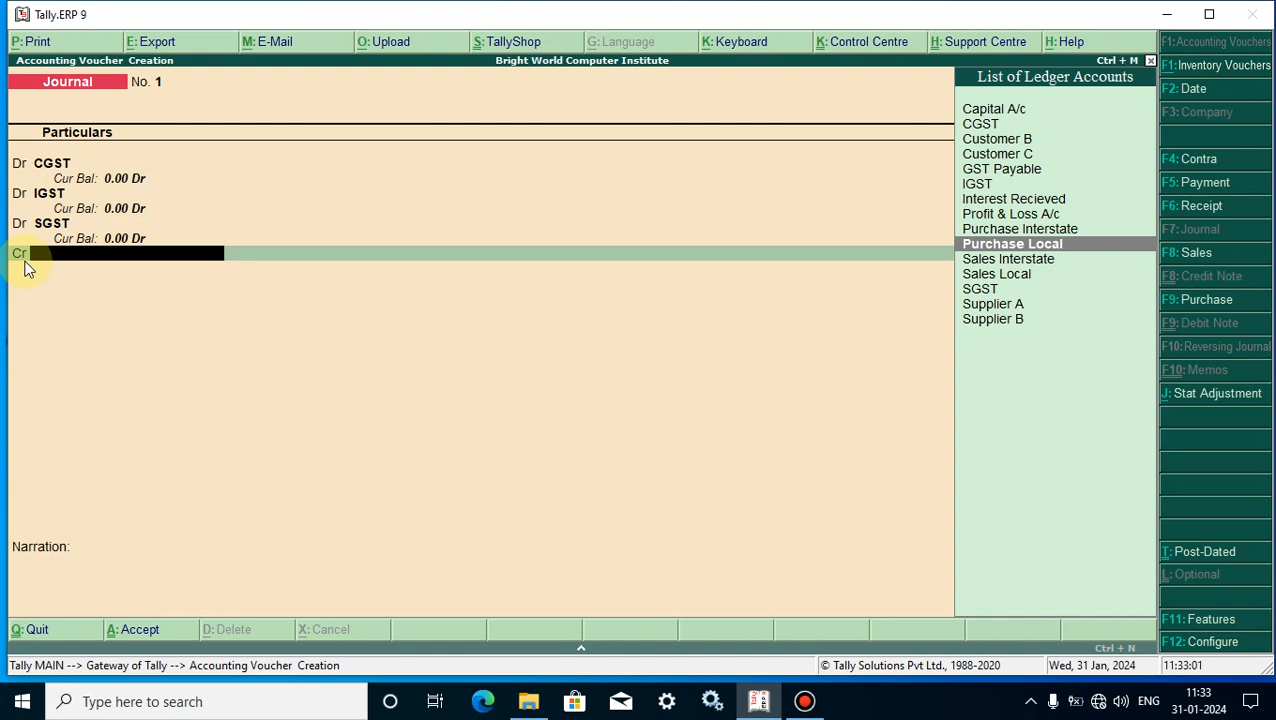 Tally.ERP 9
P: Print
E: Export
M: E-Mail
O: Upload
S: TallyShop
G: Language
K: Keyboard
K: Control Centre
H: Support Centre
H: Help
Accounting Voucher Creation
Bright World Computer Institute
Ctrl + M
Journal
No. 1
Particulars
Dr CGST
Cur Bal: 0.00 Dr
Dr IGST
Cur Bal: 0.00 Dr
Dr SGST
Cur Bal: 0.00 Dr
Cr
Narration:
List of Ledger Accounts
Capital A/c
CGST
Customer B
Customer C
GST Payable
IGST
Interest Recieved
Profit & Loss A/c
Purchase Interstate
Purchase Local
Sales Interstate
Sales Local
SGST
Supplier A
Supplier B
F1: Accounting Vouchers
F1: Inventory Vouchers
F2: Date
F3: Company
F4: Contra
F5: Payment
F6: Receipt
F7: Journal
F8: Sales
F8: Credit Note
F9: Purchase
F9: Debit Note
F10: Reversing Journal
F10: Memos
J: Stat Adjustment
T: Post-Dated
L: Optional
F11: Features
F12: Configure
Q: Quit
A: Accept
D: Delete
X: Cancel
Ctrl + N
Tally MAIN --> Gateway of Tally --> Accounting Voucher Creation
© Tally Solutions Pvt Ltd., 1988-2020
Wed, 31 Jan, 2024
11:33:01
Type here to search
ENG
11:33
31-01-2024